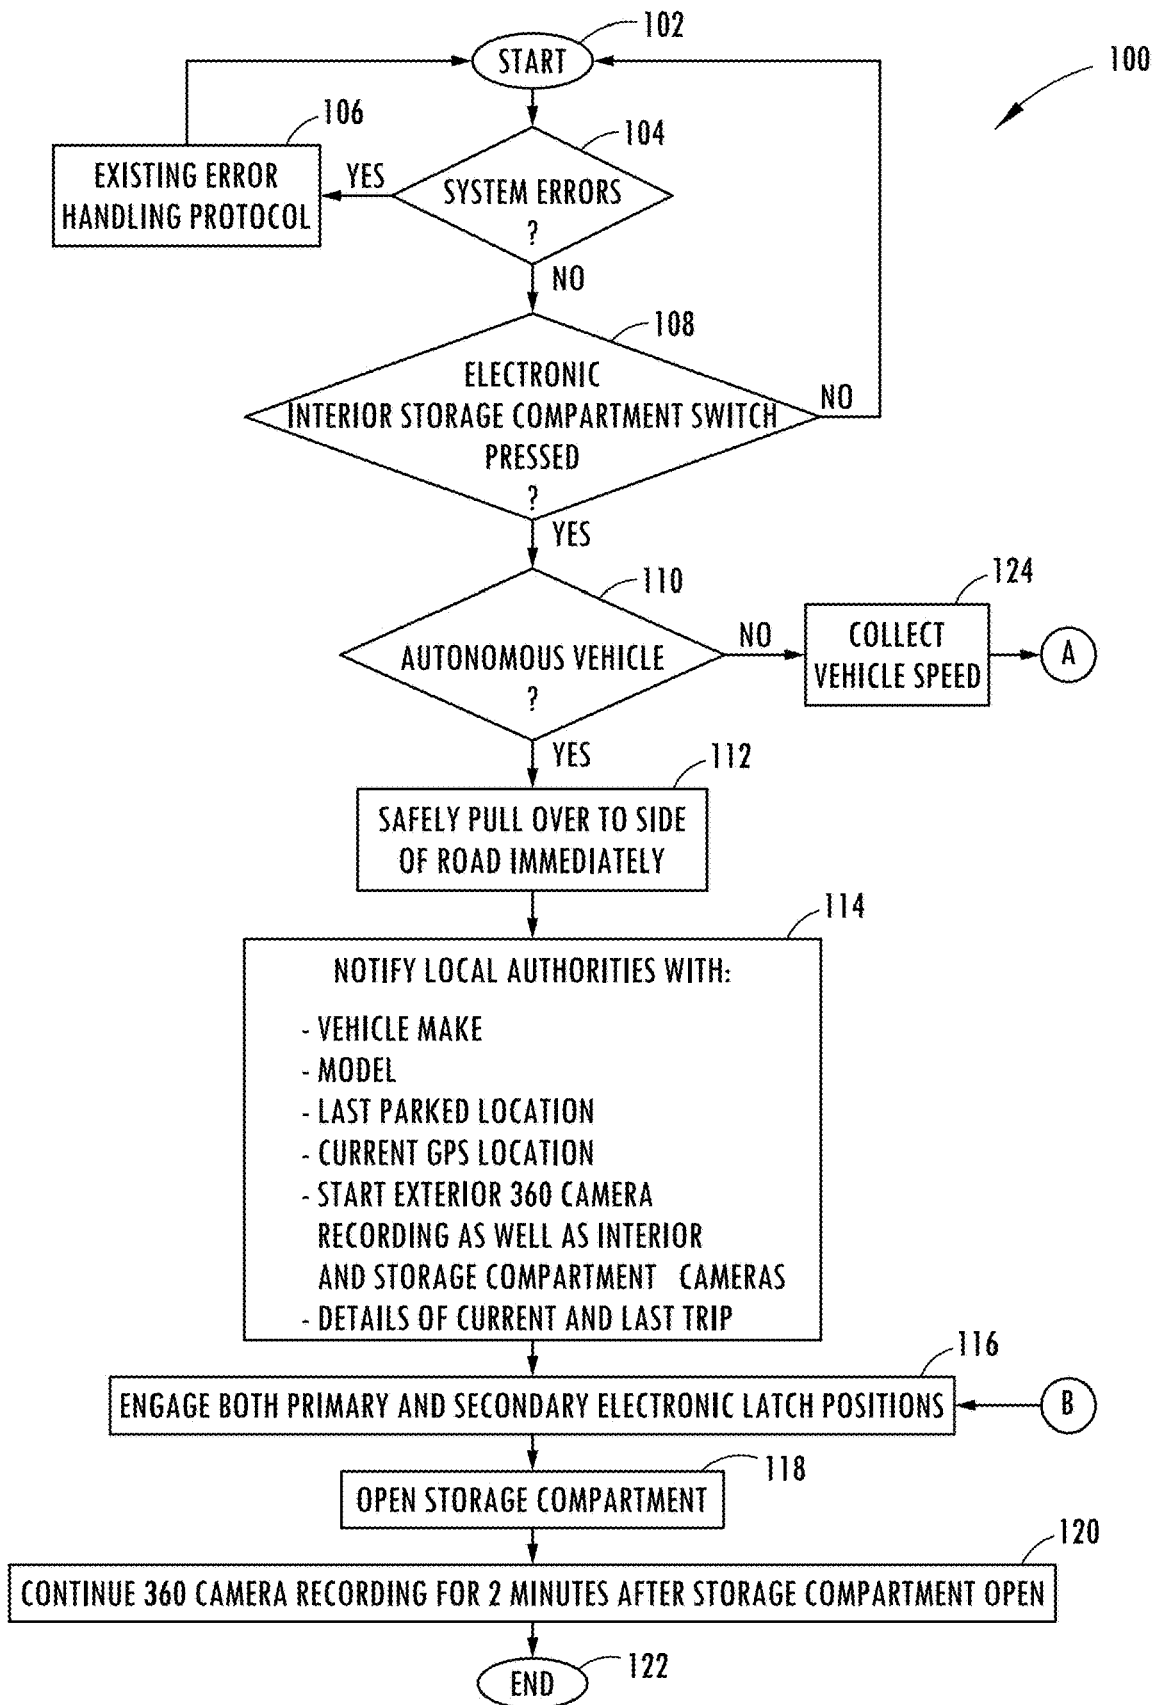 102
START
100
106
104
EXISTING ERROR
HANDLING PROTOCOL
YES
SYSTEM ERRORS
?
NO
108
ELECTRONIC
INTERIOR STORAGE COMPARTMENT SWITCH
PRESSED
?
NO
YES
110
124
AUTONOMOUS VEHICLE
?
NO
COLLECT
VEHICLE SPEED
A
YES
112
SAFELY PULL OVER TO SIDE
OF ROAD IMMEDIATELY
114
NOTIFY LOCAL AUTHORITIES WITH:
- VEHICLE MAKE
- MODEL
- LAST PARKED LOCATION
- CURRENT GPS LOCATION
- START EXTERIOR 360 CAMERA
RECORDING AS WELL AS INTERIOR
AND STORAGE COMPARTMENT CAMERAS
- DETAILS OF CURRENT AND LAST TRIP
116
ENGAGE BOTH PRIMARY AND SECONDARY ELECTRONIC LATCH POSITIONS
B
118
OPEN STORAGE COMPARTMENT
120
CONTINUE 360 CAMERA RECORDING FOR 2 MINUTES AFTER STORAGE COMPARTMENT OPEN
END
122